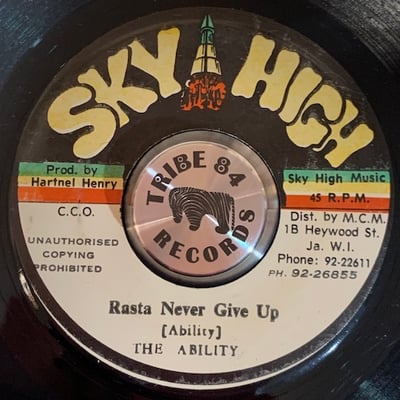 SKY HIGH
Prod. by
Hartnel Henry
C.C.O.
UNAUTHORISED
COPYING
PROHIBITED
TRIBE 84
RECORDS
Sky High Music
45 R.P.M.
Dist. by M.C.M.
1B Heywood St.
Ja. W.I.
Phone: 92-22611
PH. 92-26855
Rasta Never Give Up
[Ability]
THE ABILITY